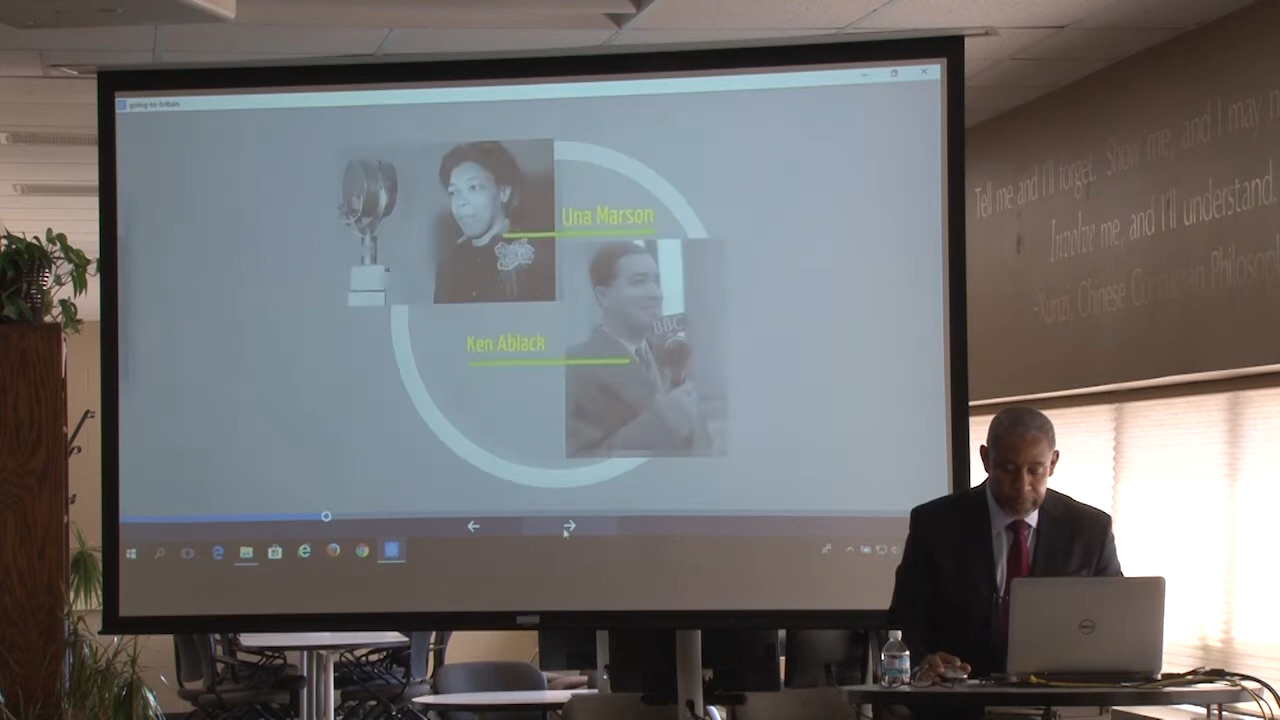 going-to-britain
Una Marson
BBC
Ken Ablack
Tell me and I'll forget. Show me, and I may
Involve me, and I'll understand.
-Xunzi, Chinese Confucian Philosoph
DELL